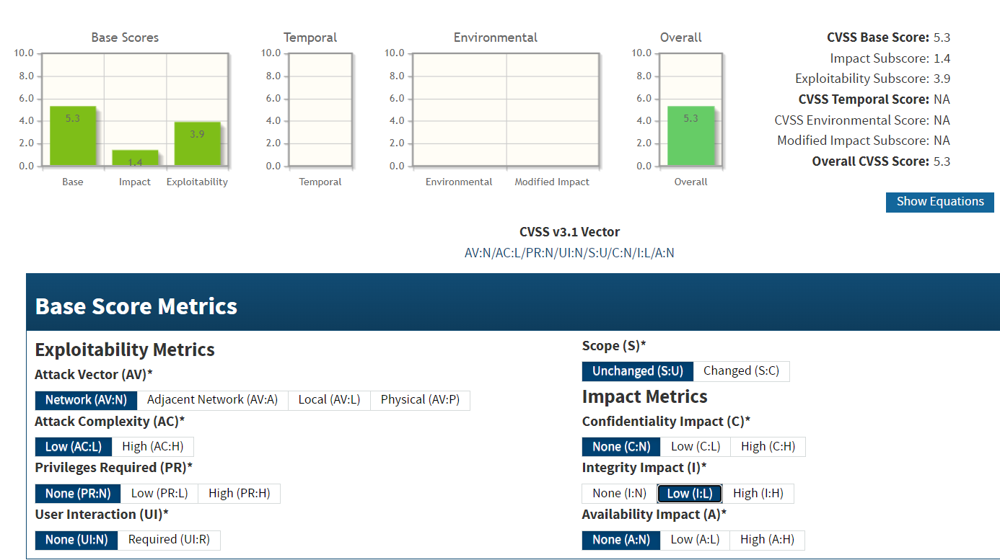 Base Scores
10.0
8.0
6.0
4.0
2.0
0.0
5.3
1.4
3.9
Base Impact Exploitability
Temporal
10.0
8.0
6.0
4.0
2.0
0.0
Temporal
Environmental
10.0
8.0
6.0
4.0
2.0
0.0
Environmental Modified Impact
Overall
10.0
8.0
6.0
4.0
2.0
0.0
5.3
Overall
CVSS Base Score: 5.3
Impact Subscore: 1.4
Exploitability Subscore: 3.9
CVSS Temporal Score: NA
CVSS Environmental Score: NA
Modified Impact Subscore: NA
Overall CVSS Score: 5.3
Show Equations
CVSS v3.1 Vector
AV:N/AC:L/PR:N/UI:N/S:U/C:N/I:L/A:N
Base Score Metrics
Exploitability Metrics
Attack Vector (AV)*
Network (AV:N) Adjacent Network (AV:A) Local (AV:L) Physical (AV:P)
Attack Complexity (AC)*
Low (AC:L) High (AC:H)
Privileges Required (PR)*
None (PR:N) Low (PR:L) High (PR:H)
User Interaction (UI)*
None (UI:N) Required (UI:R)
Scope (S)*
Unchanged (S:U) Changed (S:C)
Impact Metrics
Confidentiality Impact (C)*
None (C:N) Low (C:L) High (C:H)
Integrity Impact (I)*
None (I:N) Low (I:L) High (I:H)
Availability Impact (A)*
None (A:N) Low (A:L) High (A:H)